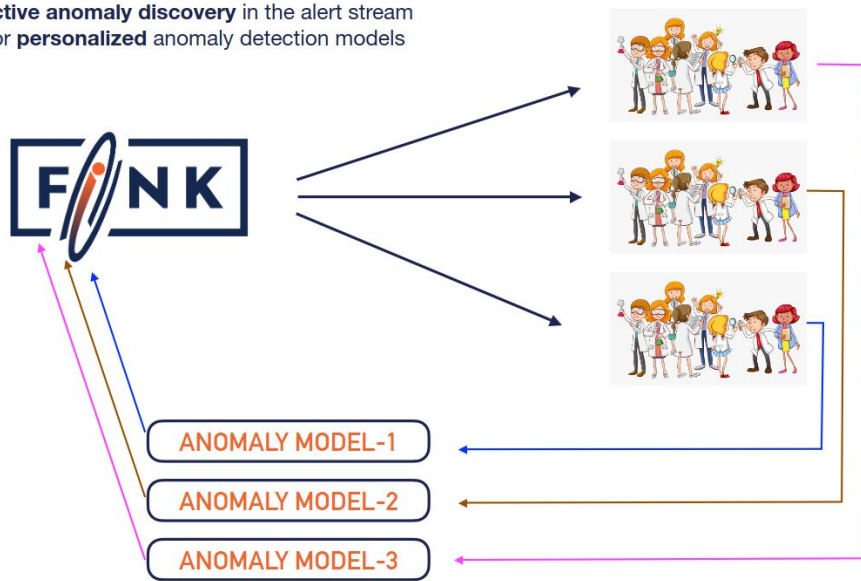 ctive anomaly discovery in the alert stream
or personalized anomaly detection models
FINK
ANOMALY MODEL-1
ANOMALY MODEL-2
ANOMALY MODEL-3